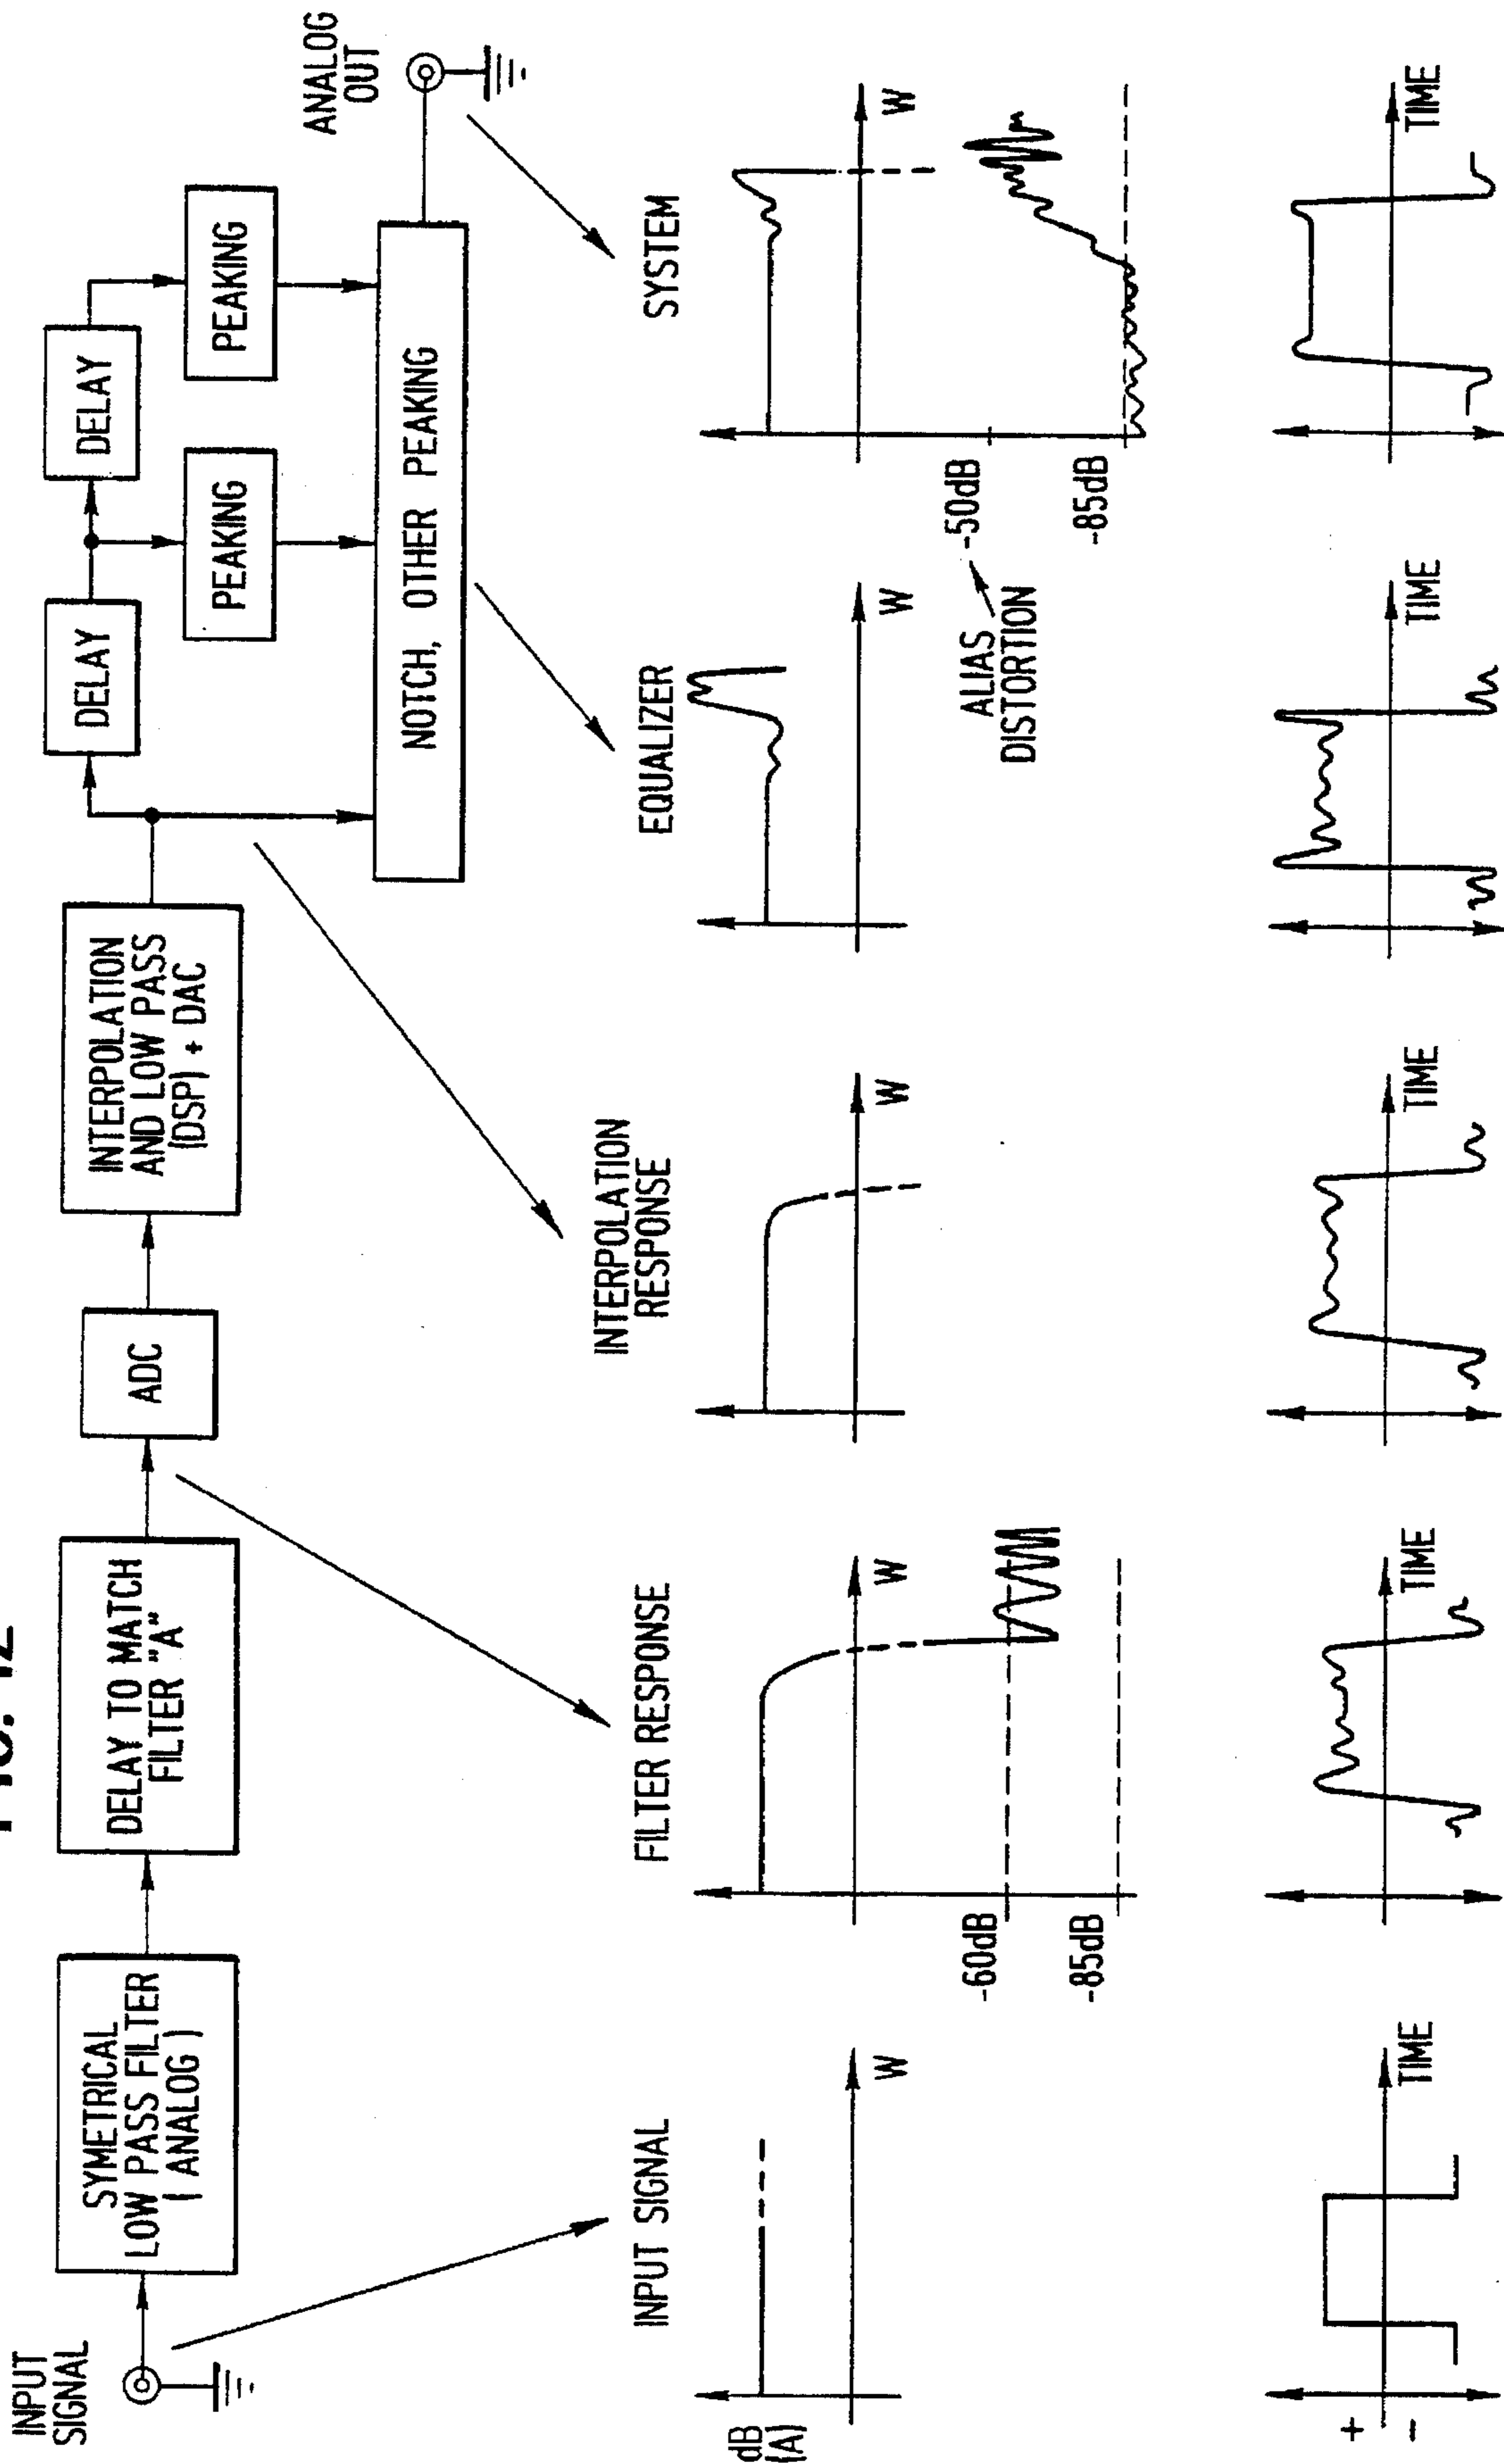 INPUT
SIGNAL
SYMETRICAL
LOW PASS FILTER
( ANALOG )
DELAY TO MATCH
FILTER "A"
ADC
INTERPOLATION
AND LOW PASS
(DSP) + DAC
DELAY
DELAY
PEAKING
PEAKING
NOTCH, OTHER PEAKING
ANALOG
OUT
INPUT SIGNAL
dB
(A)
W
FILTER RESPONSE
W
-60dB
-85dB
INTERPOLATION
RESPONSE
W
EQUALIZER
W
ALIAS
DISTORTION
SYSTEM
W
-50dB
-85dB
+
-
TIME
TIME
TIME
TIME
TIME